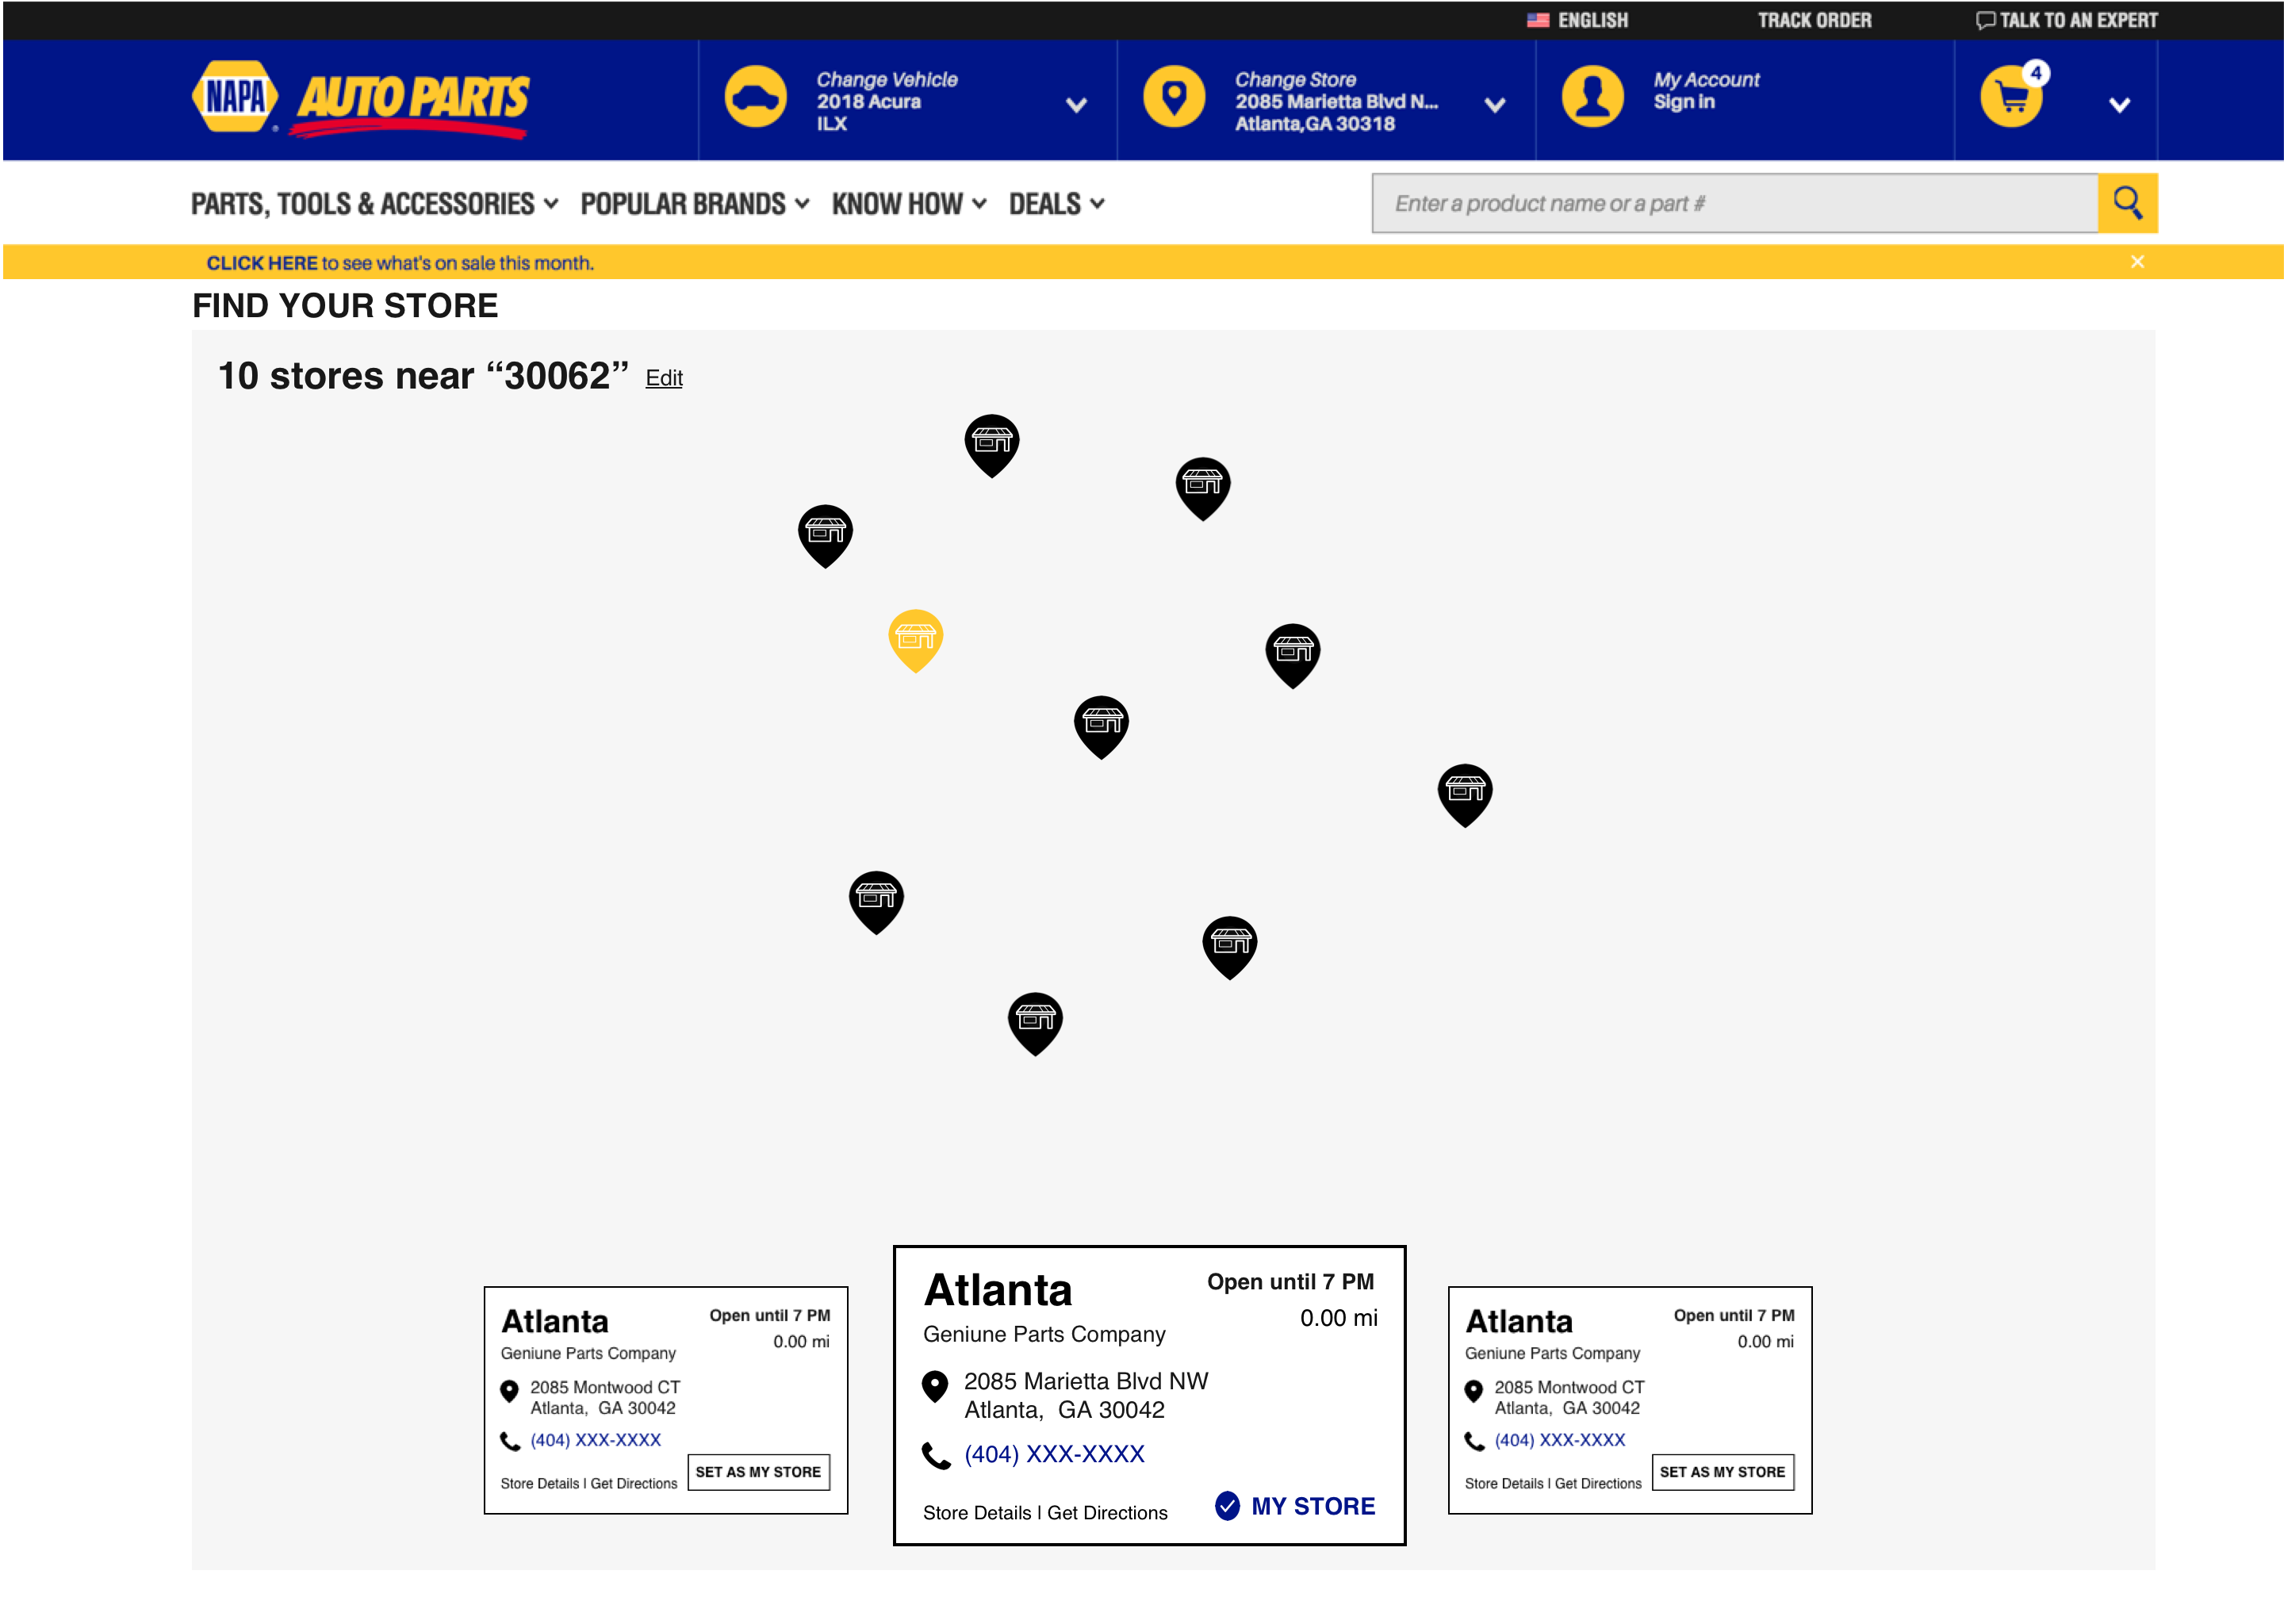 ENGLISH
TRACK ORDER
TALK TO AN EXPERT
NAPA
AUTO PARTS
Change Vehicle
2018 Acura
ILX
Change Store
2085 Marietta Blvd N...
Atlanta,GA 30318
My Account
Sign in
4
PARTS, TOOLS & ACCESSORIES
POPULAR BRANDS
KNOW HOW
DEALS
Enter a product name or a part #
CLICK HERE to see what's on sale this month.
FIND YOUR STORE
10 stores near “30062” Edit
Atlanta
Open until 7 PM
0.00 mi
Geniune Parts Company
2085 Montwood CT
Atlanta, GA 30042
(404) XXX-XXXX
Store Details | Get Directions
SET AS MY STORE
Atlanta
Open until 7 PM
0.00 mi
Geniune Parts Company
2085 Marietta Blvd NW
Atlanta, GA 30042
(404) XXX-XXXX
Store Details | Get Directions
MY STORE
Atlanta
Open until 7 PM
0.00 mi
Geniune Parts Company
2085 Montwood CT
Atlanta, GA 30042
(404) XXX-XXXX
Store Details | Get Directions
SET AS MY STORE